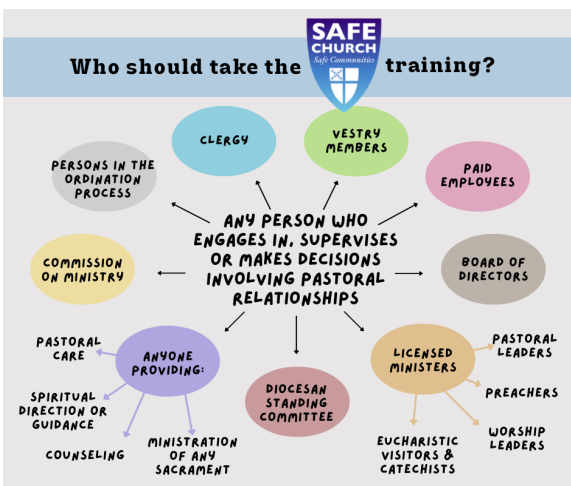 Who should take the
SAFE
CHURCH
Safe Communities
training?
CLERGY
VESTRY
MEMBERS
PERSONS IN THE
ORDINATION
PROCESS
PAID
EMPLOYEES
ANY PERSON WHO
ENGAGES IN, SUPERVISES
OR MAKES DECISIONS
INVOLVING PASTORAL
RELATIONSHIPS
COMMISSION
ON MINISTRY
BOARD OF
DIRECTORS
ANYONE
PROVIDING:
PASTORAL
CARE
SPIRITUAL
DIRECTION OR
GUIDANCE
COUNSELING
MINISTRATION
OF ANY
SACRAMENT
DIOCESAN
STANDING
COMMITTEE
LICENSED
MINISTERS
PASTORAL
LEADERS
PREACHERS
WORSHIP
LEADERS
EUCHARISTIC
VISITORS &
CATECHISTS